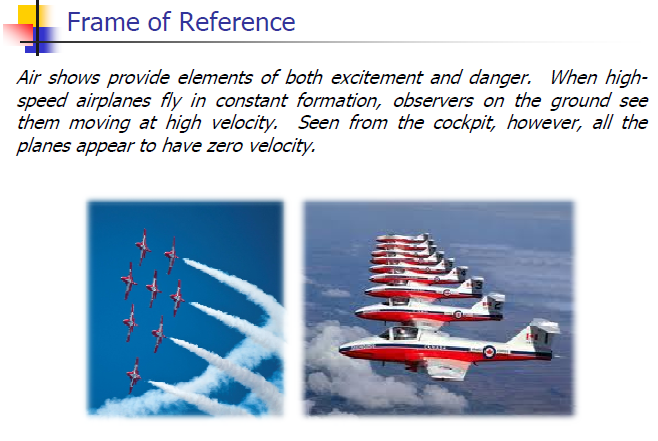 Frame of Reference
Air shows provide elements of both excitement and danger. When high-
speed airplanes fly in constant formation, observers on the ground see
them moving at high velocity. Seen from the cockpit, however, all the
planes appear to have zero velocity.